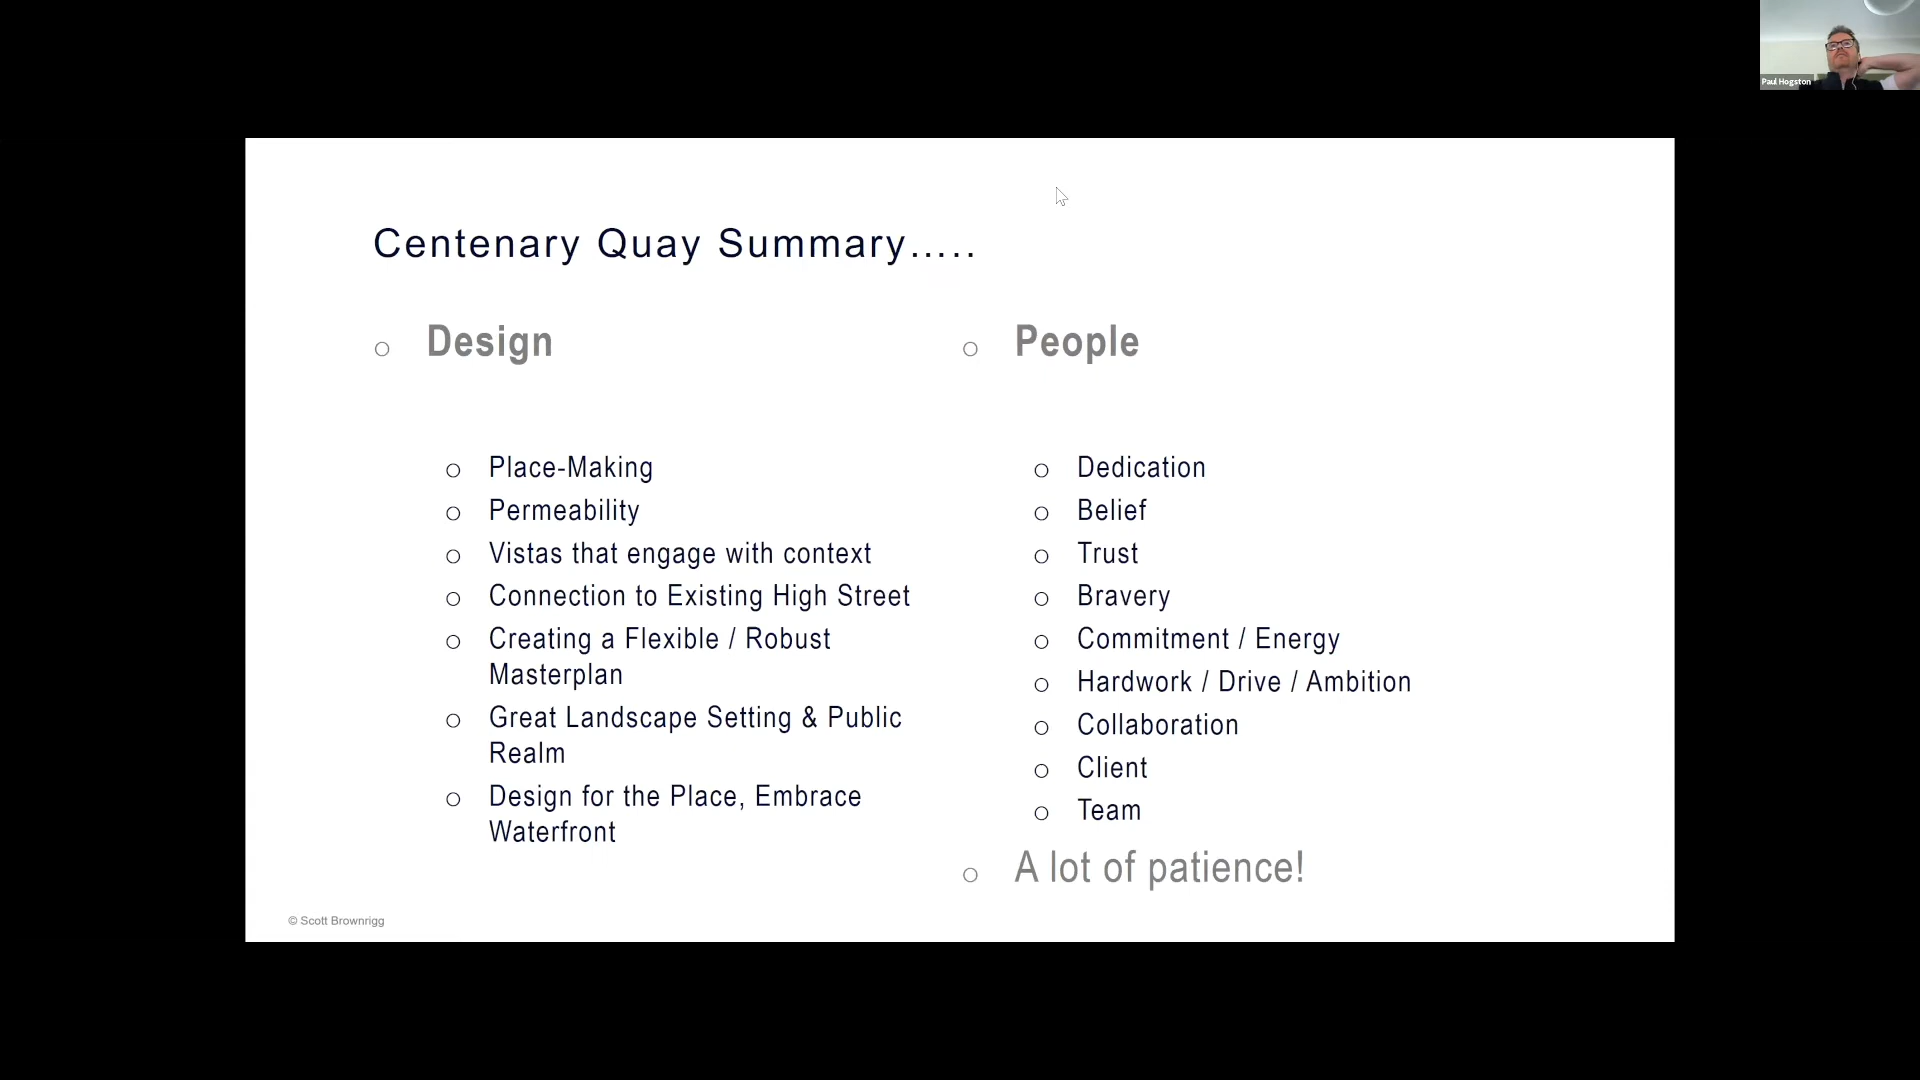 Paul Hogston
Centenary Quay Summary.....
Design
Place-Making
Permeability
Vistas that engage with context
Connection to Existing High Street
Creating a Flexible / Robust
Masterplan
Great Landscape Setting & Public
Realm
Design for the Place, Embrace
Waterfront
People
Dedication
Belief
Trust
Bravery
Commitment / Energy
Hardwork / Drive / Ambition
Collaboration
Client
Team
A lot of patience!
© Scott Brownrigg